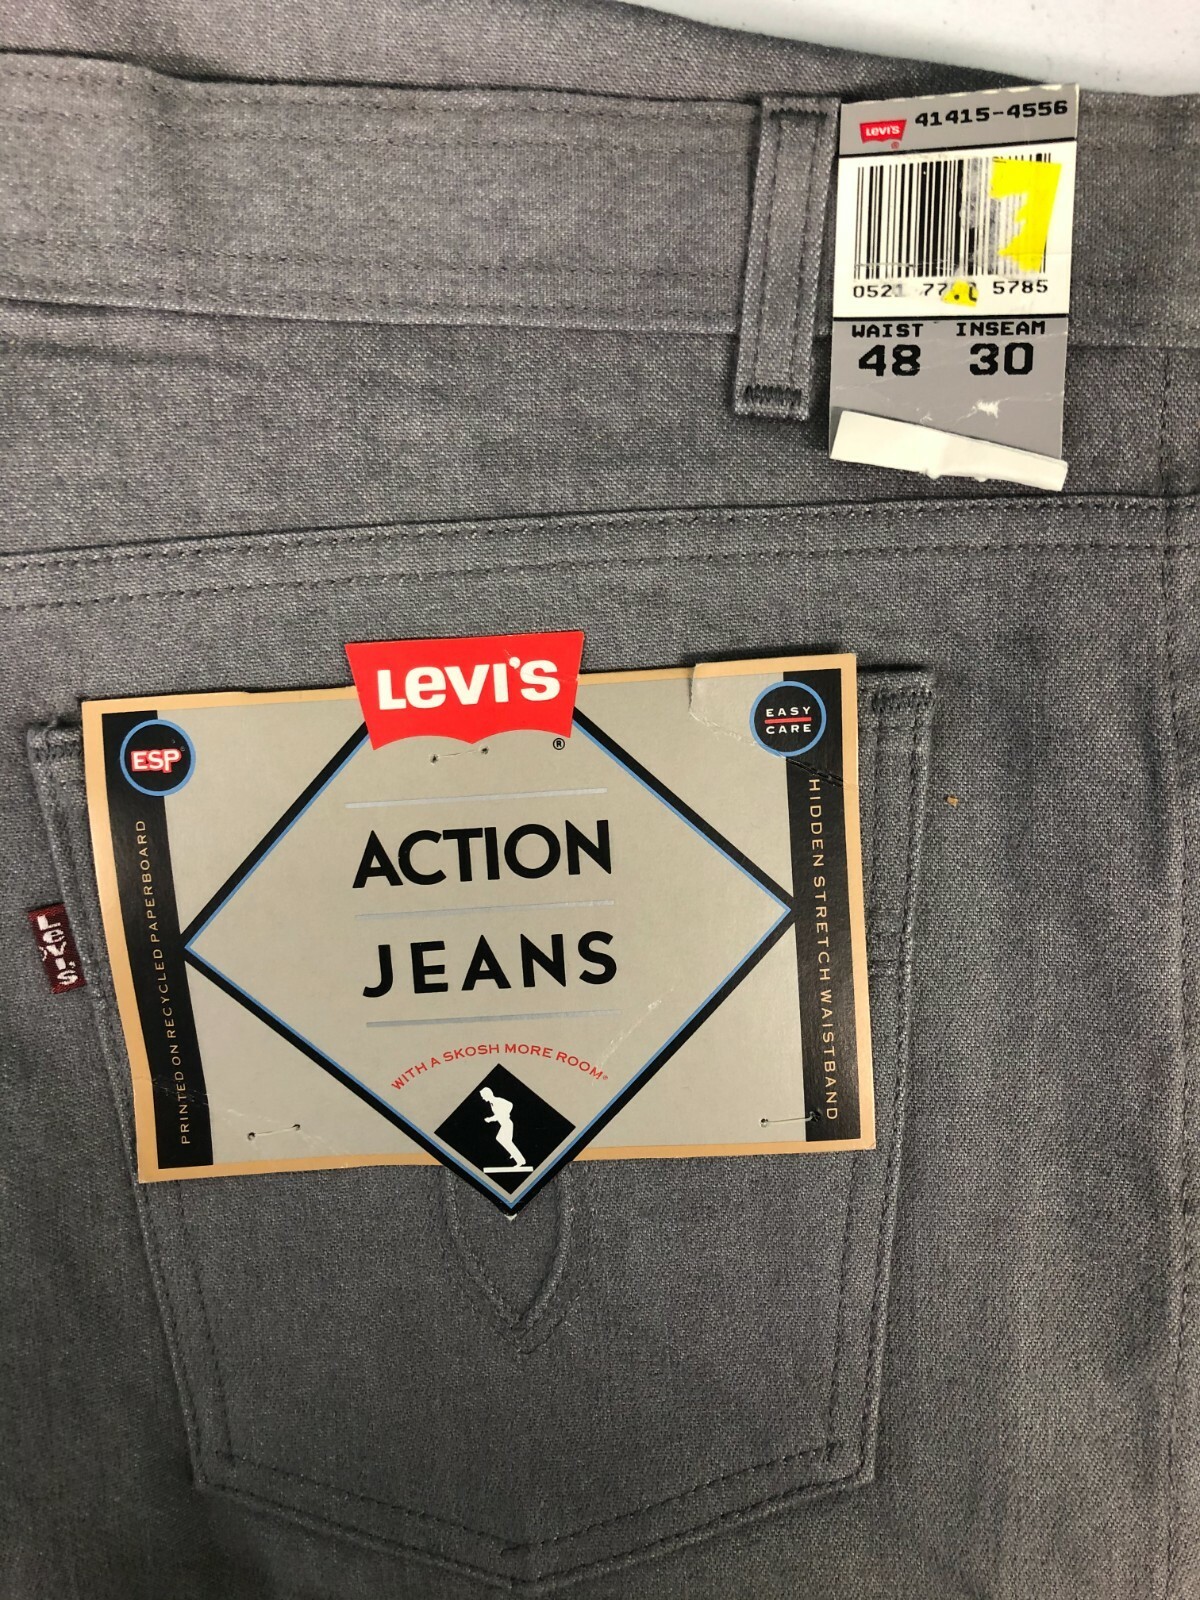 Levi's
®
41415-4556
5785
WAIST INSEAM
48 30
LEVI'S
®
ESP
EASY
CARE
ACTION
JEANS
WITH A SKOSH MORE ROOM
PRINTED ON RECYCLED PAPERBOARD
HIDDEN STRETCH WAISTBAND
Levi's